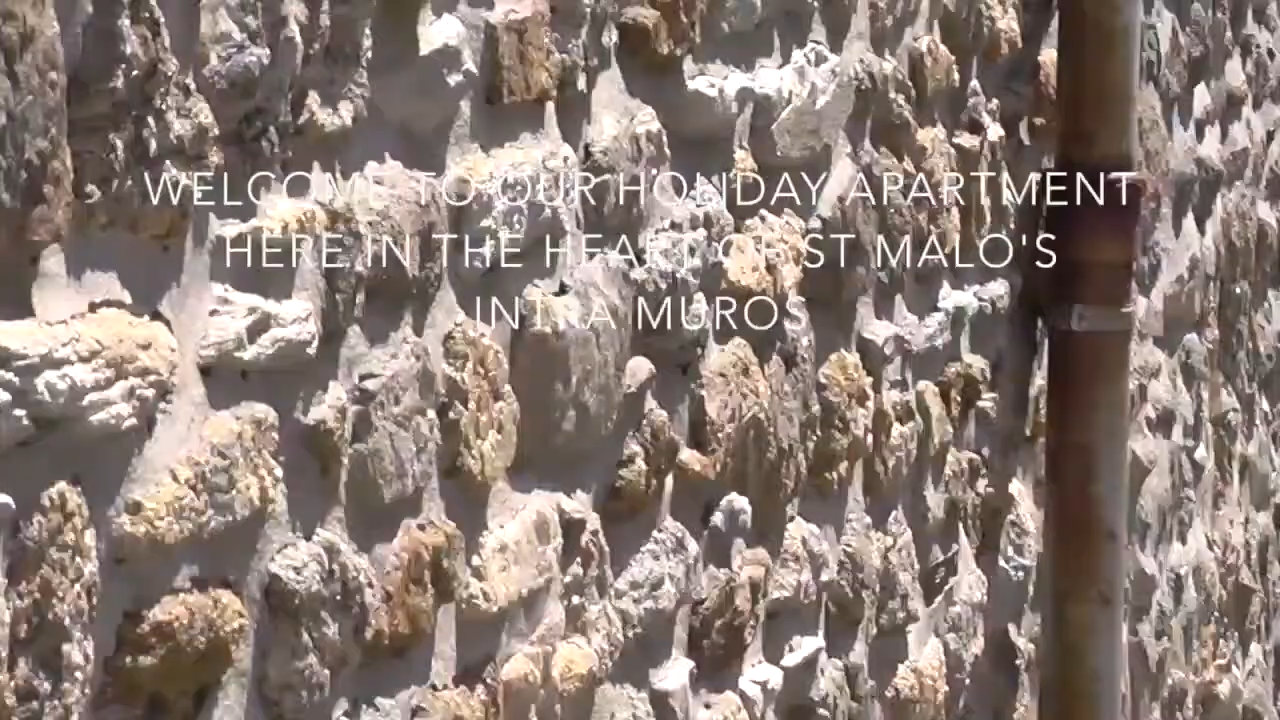 WELCOME TO OUR HOLIDAY APARTMENT
HERE IN THE HEART OF ST MALO'S
INTRA MUROS